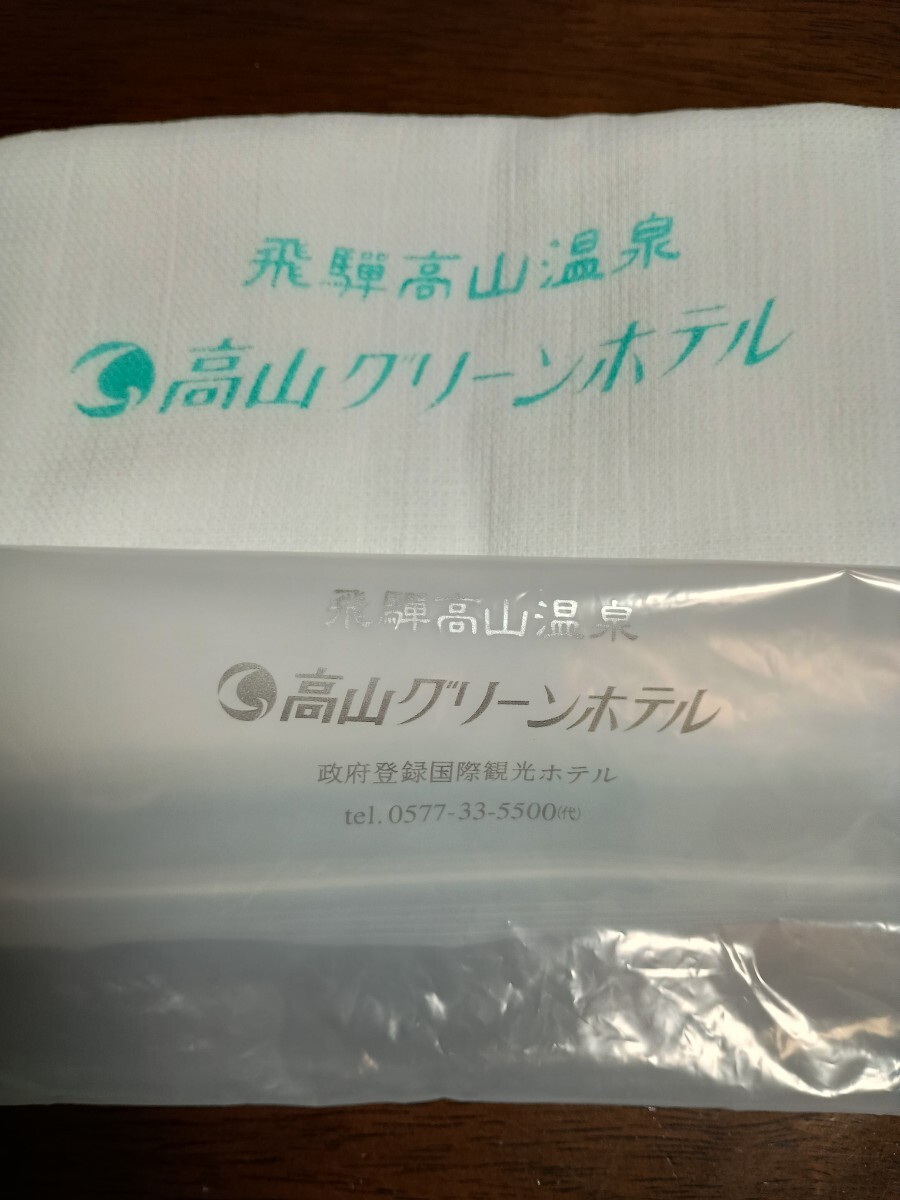 飛騨高山温泉
高山グリーンホテル
飛騨高山温泉
高山グリーンホテル
政府登録国際観光ホテル
tel. 0577-33-5500(代)